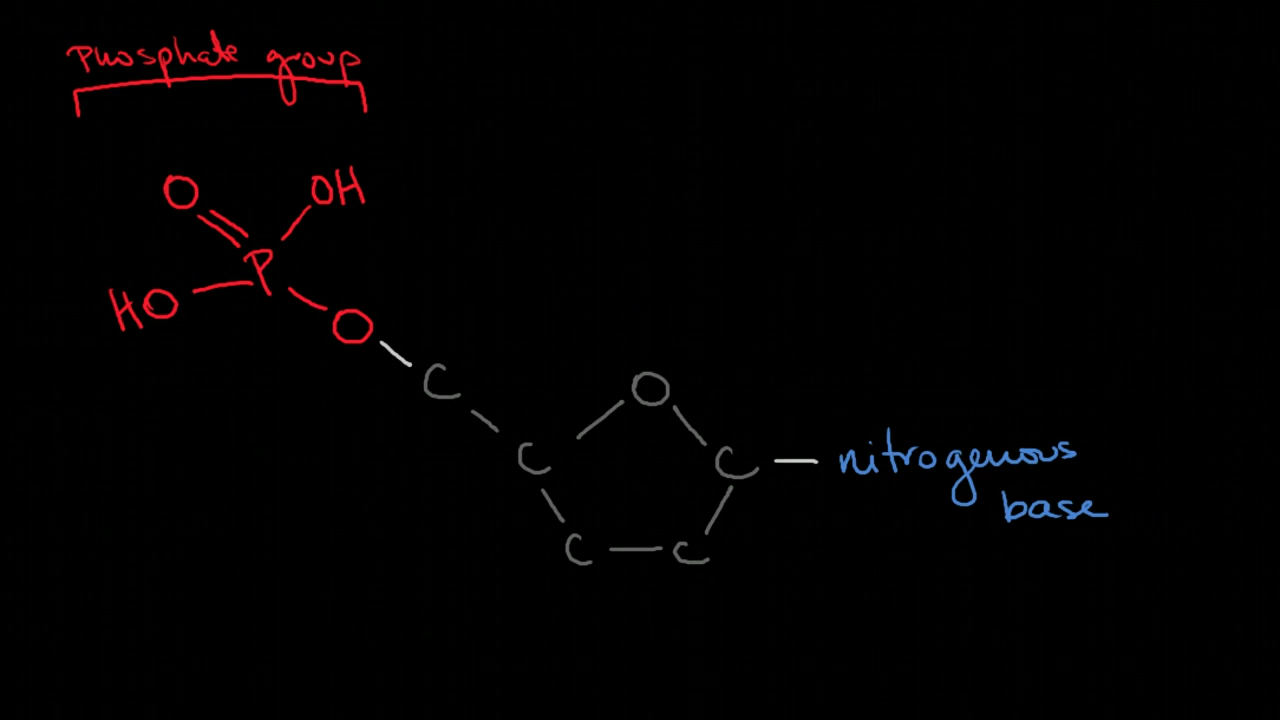 Phosphate group
O OH
P
HO
O
C O
C C nitrogenous
base
C C